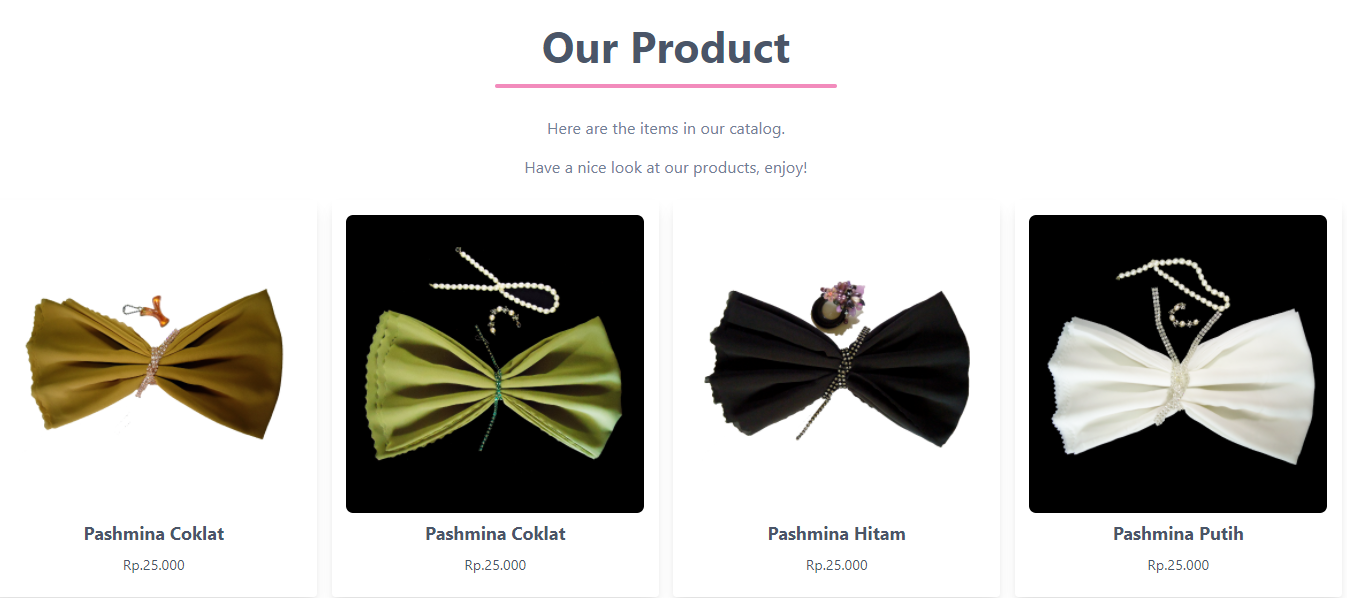 Our Product
Here are the items in our catalog.
Have a nice look at our products, enjoy!
Pashmina Coklat
Rp.25.000
Pashmina Coklat
Rp.25.000
Pashmina Hitam
Rp.25.000
Pashmina Putih
Rp.25.000